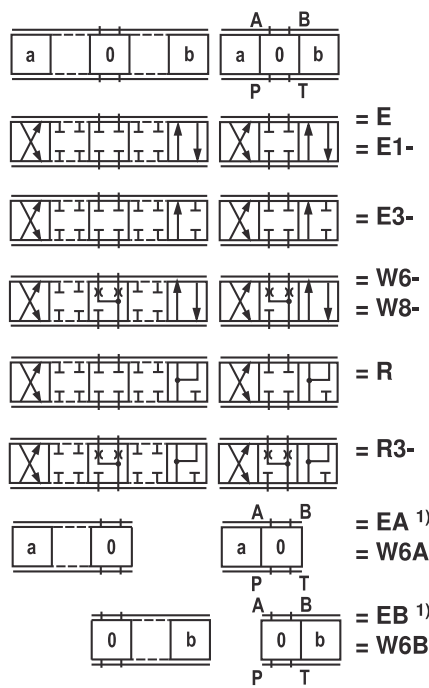 A B
a 0 b a 0 b
P T
= E
= E1-
= E3-
= W6-
= W8-
= R
= R3-
A B
a 0 a 0
= EA 1)
= W6A
P T
A B
0 b 0 b
= EB 1)
= W6B
P T